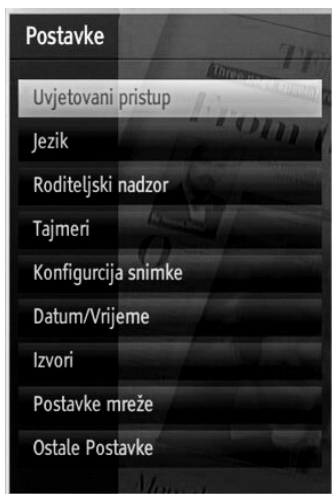 Postavke
Uvjetovani pristup
Jezik
Roditeljski nadzor
Tajmeri
Konfigurcija snimke
Datum/Vrijeme
Izvori
Postavke mreže
Ostale Postavke